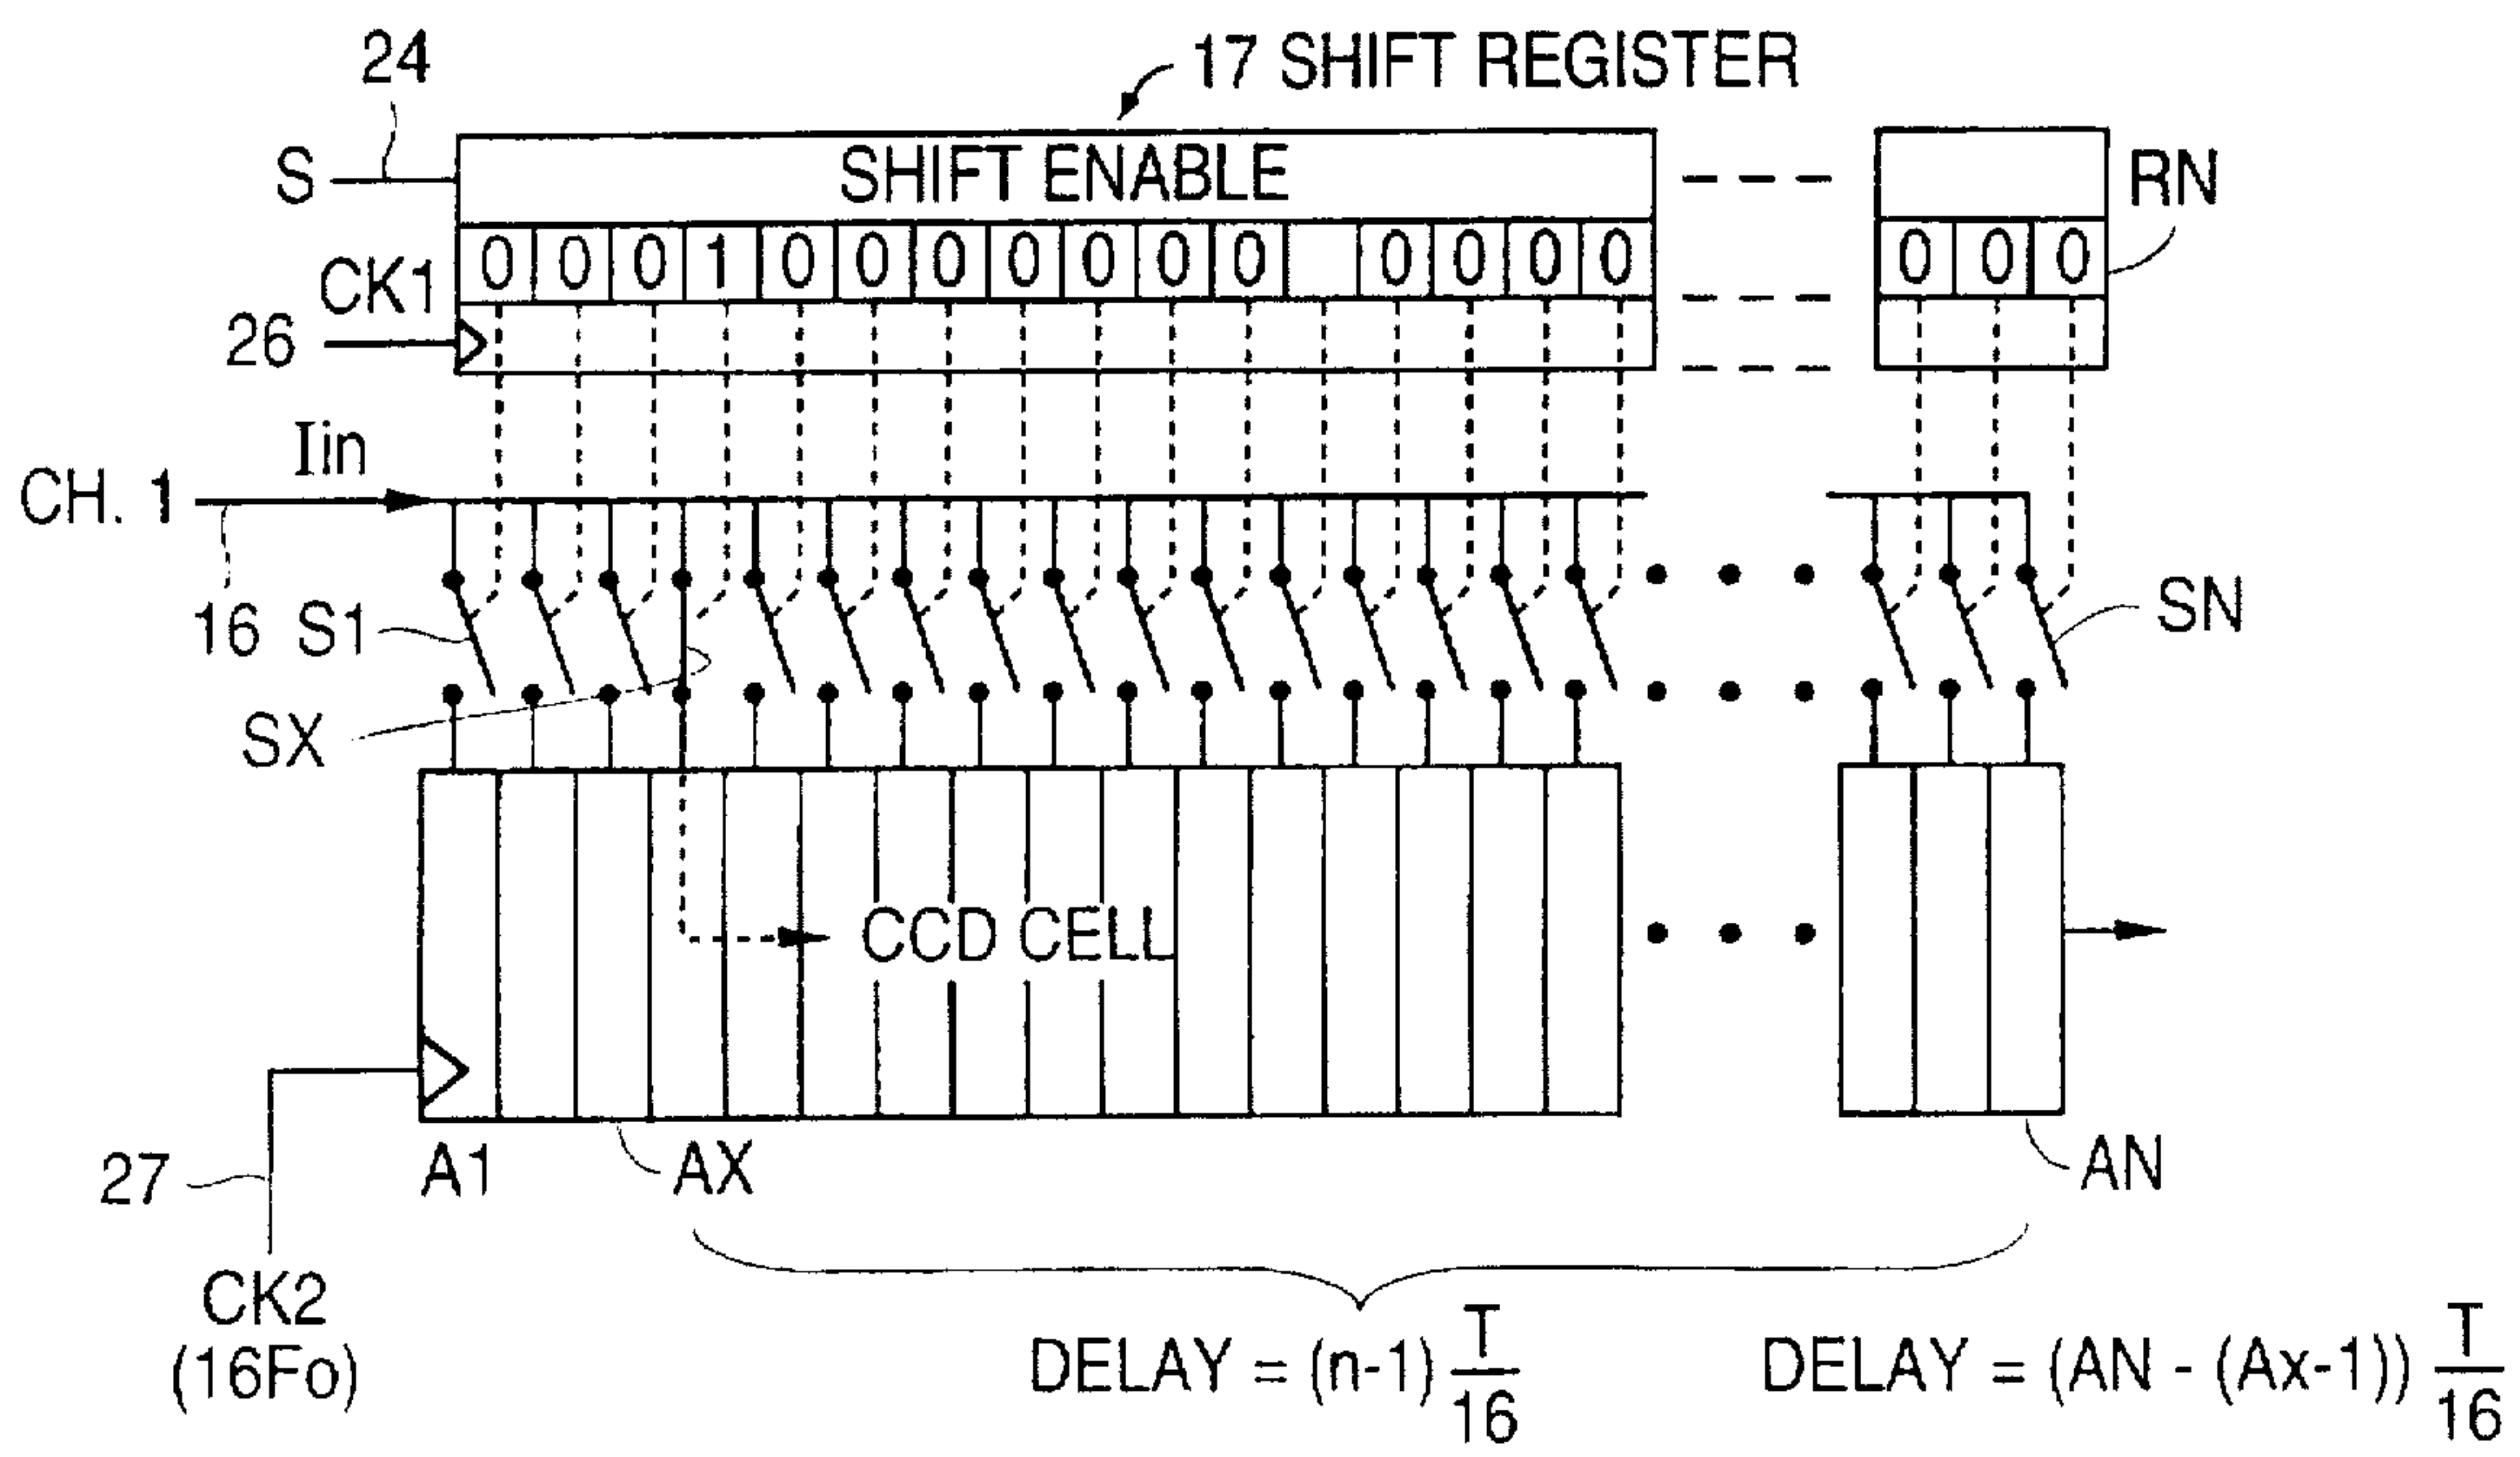 24
17 SHIFT REGISTER
S
SHIFT ENABLE
RN
0 0 0 1 0 0 0 0 0 0 0 0 0 0 0
0 0 0
CK1
26
Iin
CH. 1
16 S1
SN
SX
CCD CELL
A1
AX
AN
27
CK2
(16Fo)
DELAY = (n-1) T/16
DELAY = (AN - (Ax-1)) T/16